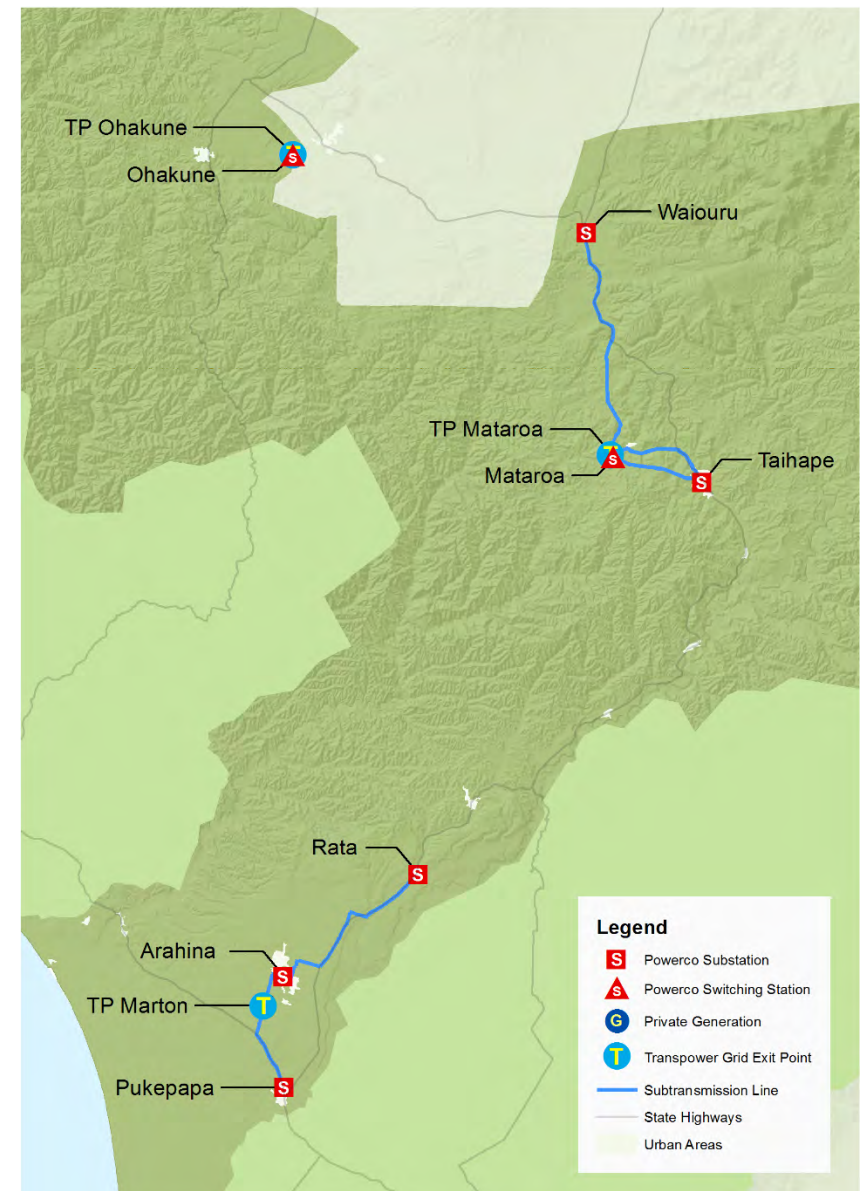 TP Ohakune
Ohakune
S
Waiouru
S
TP Mataroa
Mataroa
S
Taihape
S
Rata
S
Arahina
S
TP Marton
T
Pukepapa
S
Legend
S Powerco Substation
S Powerco Switching Station
G Private Generation
T Transpower Grid Exit Point
Subtransmission Line
State Highways
Urban Areas